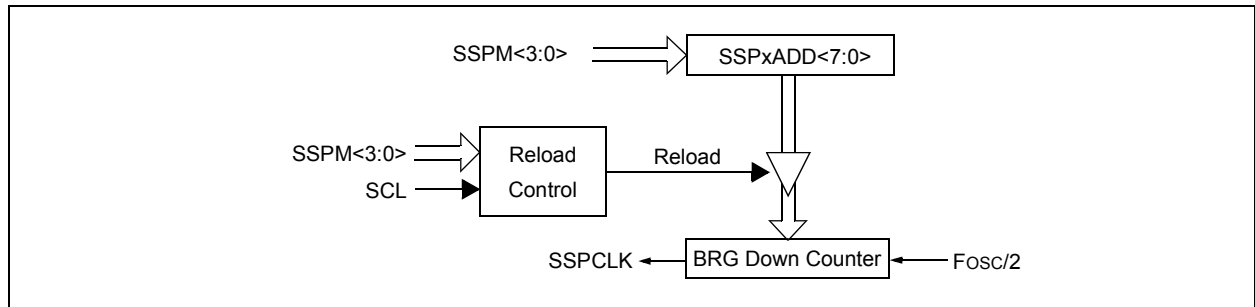 SSPM<3:0>
SSPxADD<7:0>
SSPM<3:0>
SCL
Reload
Control
Reload
SSPCLK
BRG Down Counter
FOSC/2